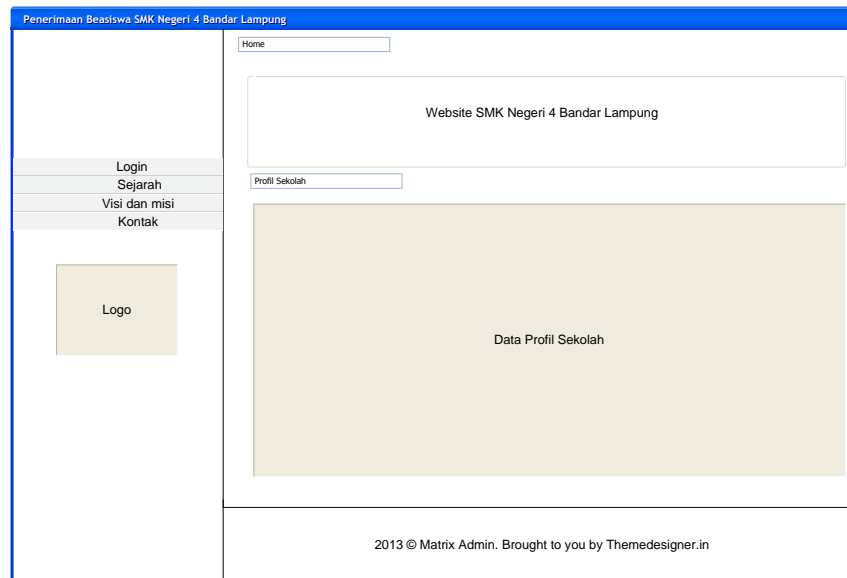 Penerimaan Beasiswa SMK Negeri 4 Bandar Lampung
Home
Website SMK Negeri 4 Bandar Lampung
Login
Sejarah
Visi dan misi
Kontak
Profil Sekolah
Logo
Data Profil Sekolah
2013 © Matrix Admin. Brought to you by Themedesigner.in